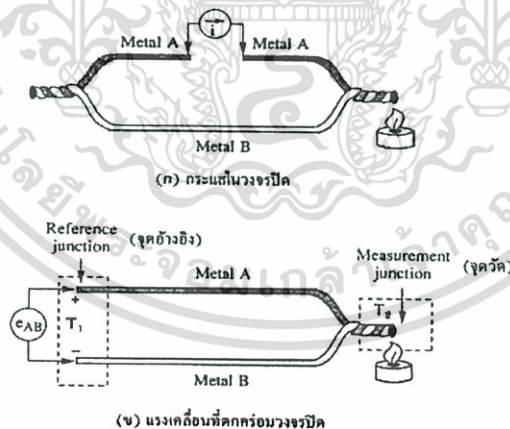 i
Metal A Metal A
Metal B
(ก) กระแสในวงจรปิด
Reference junction (จุดอ้างอิง)
Measurement junction (จุดวัด)
Metal A
+
eAB T₁ T₂
−
Metal B
(ข) แรงเคลื่อนที่ตกคร่อมวงจรปิด